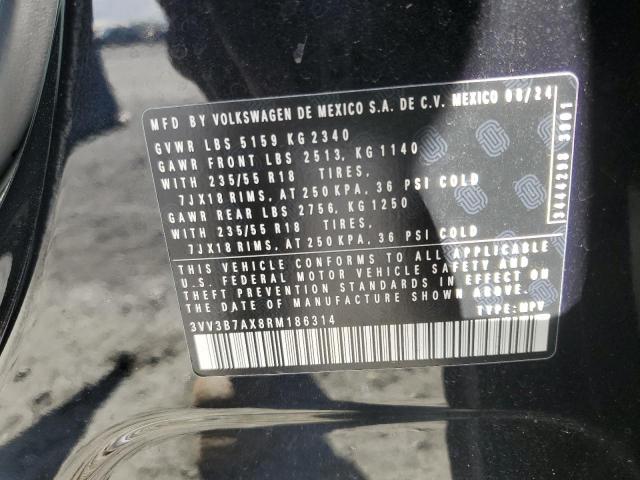 MFD BY VOLKSWAGEN DE MEXICO S.A. DE C.V. MEXICO 08/24
GVWR LBS 5159 KG 2340
GAWR FRONT LBS 2513, KG 1140
WITH 235/55 R18 TIRES,
7JX18 RIMS, AT 250 KPA, 36 PSI COLD
GAWR REAR LBS 2756, KG 1250
WITH 235/55 R18 TIRES,
7JX18 RIMS, AT 250 KPA, 36 PSI COLD
THIS VEHICLE CONFORMS TO ALL APPLICABLE
U.S. FEDERAL MOTOR VEHICLE SAFETY AND
THEFT PREVENTION STANDARDS IN EFFECT ON
THE DATE OF MANUFACTURE SHOWN ABOVE.
TYPE: MPV
3VV3B7AX8RM186314